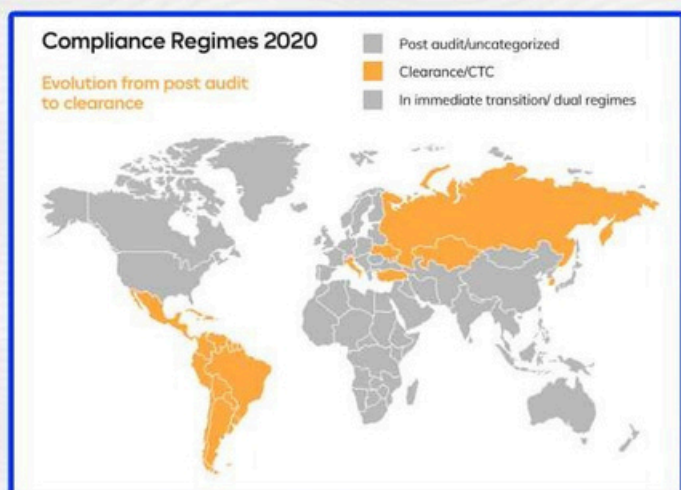 Compliance Regimes 2020
Evolution from post audit
to clearance
Post audit/uncategorized
Clearance/CTC
In immediate transition/ dual regimes